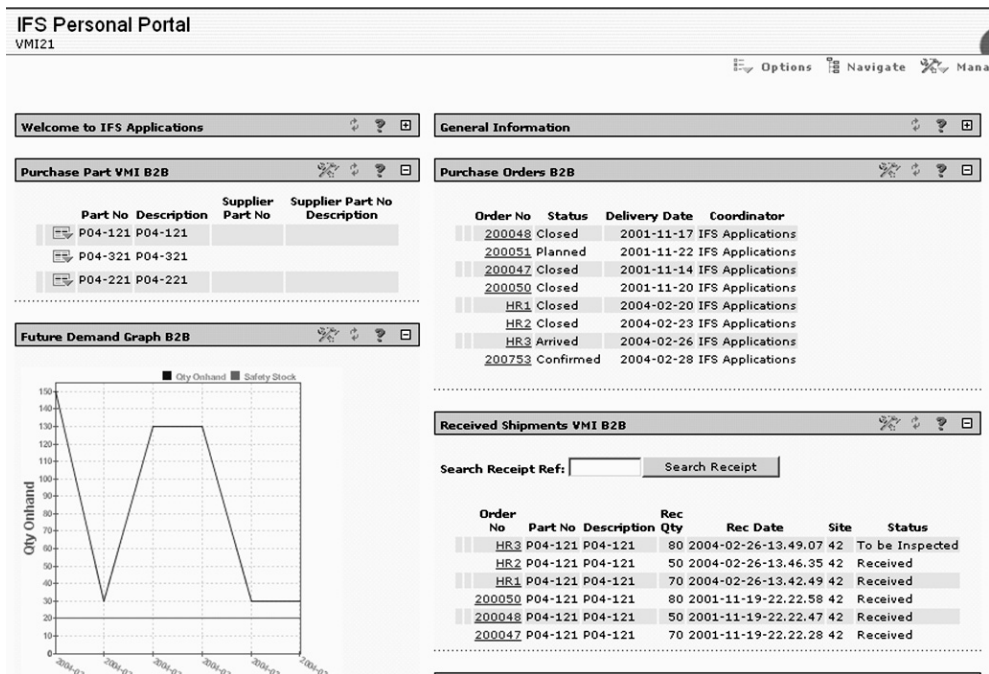 IFS Personal Portal
VMI21
Options Navigate Mana
Welcome to IFS Applications
Purchase Part VMI B2B
Part No Description Supplier Part No Supplier Part No Description
P04-121 P04-121
P04-321 P04-321
P04-221 P04-221
Future Demand Graph B2B
Qty Onhand Safety Stock
Qty Onhand
150
140
130
120
110
100
90
80
70
60
50
40
30
20
10
0
General Information
Purchase Orders B2B
Order No Status Delivery Date Coordinator
200048 Closed 2001-11-17 IFS Applications
200051 Planned 2001-11-22 IFS Applications
200047 Closed 2001-11-14 IFS Applications
200050 Closed 2001-11-20 IFS Applications
HR1 Closed 2004-02-20 IFS Applications
HR2 Closed 2004-02-23 IFS Applications
HR3 Arrived 2004-02-26 IFS Applications
200753 Confirmed 2004-02-28 IFS Applications
Received Shipments VMI B2B
Search Receipt Ref: Search Receipt
Order No Part No Description Rec Qty Rec Date Site Status
HR3 P04-121 P04-121 80 2004-02-26-13.49.07 42 To be Inspected
HR2 P04-121 P04-121 50 2004-02-26-13.46.35 42 Received
HR1 P04-121 P04-121 70 2004-02-26-13.42.49 42 Received
200050 P04-121 P04-121 80 2001-11-19-22.22.58 42 Received
200048 P04-121 P04-121 50 2001-11-19-22.22.47 42 Received
200047 P04-121 P04-121 70 2001-11-19-22.22.28 42 Received